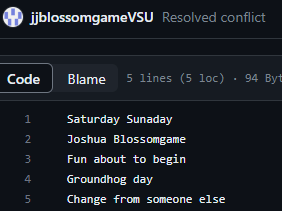 jjblossomgameVSU Resolved conflict
Code Blame 5 lines (5 loc) · 94 Byt
1 Saturday Sunaday
2 Joshua Blossomgame
3 Fun about to begin
4 Groundhog day
5 Change from someone else